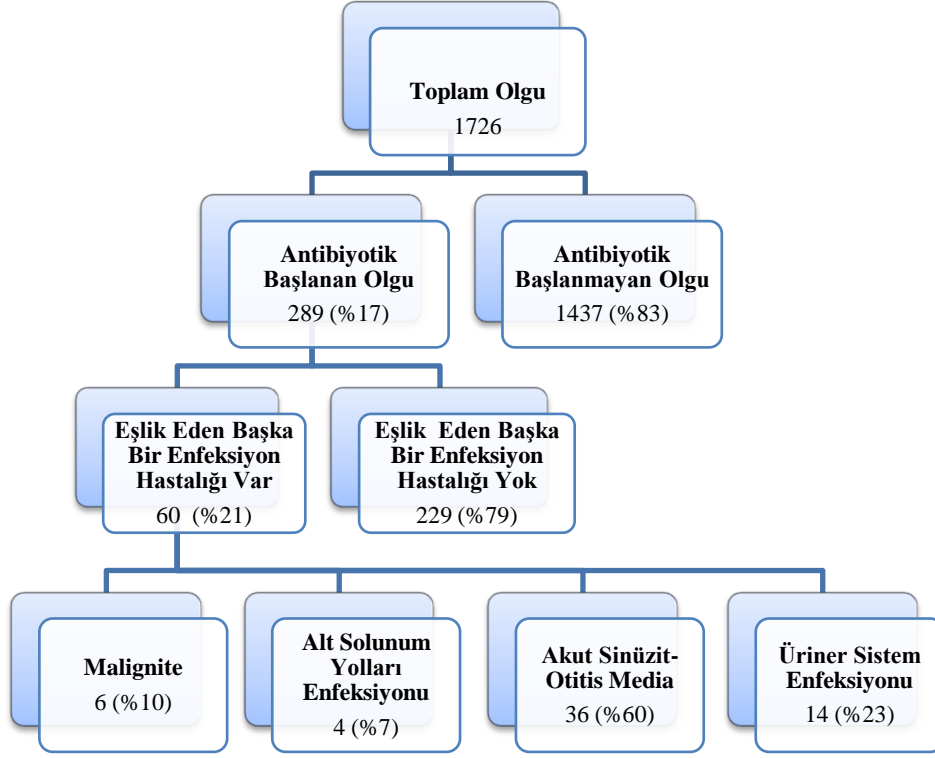 Toplam Olgu
1726
Antibiyotik
Başlanan Olgu
289 (%17)
Antibiyotik
Başlanmayan Olgu
1437 (%83)
Eşlik Eden Başka
Bir Enfeksiyon
Hastalığı Var
60 (%21)
Eşlik Eden Başka
Bir Enfeksiyon
Hastalığı Yok
229 (%79)
Malignite
6 (%10)
Alt Solunum
Yolları
Enfeksiyonu
4 (%7)
Akut Sinüzit-
Otitis Media
36 (%60)
Üriner Sistem
Enfeksiyonu
14 (%23)